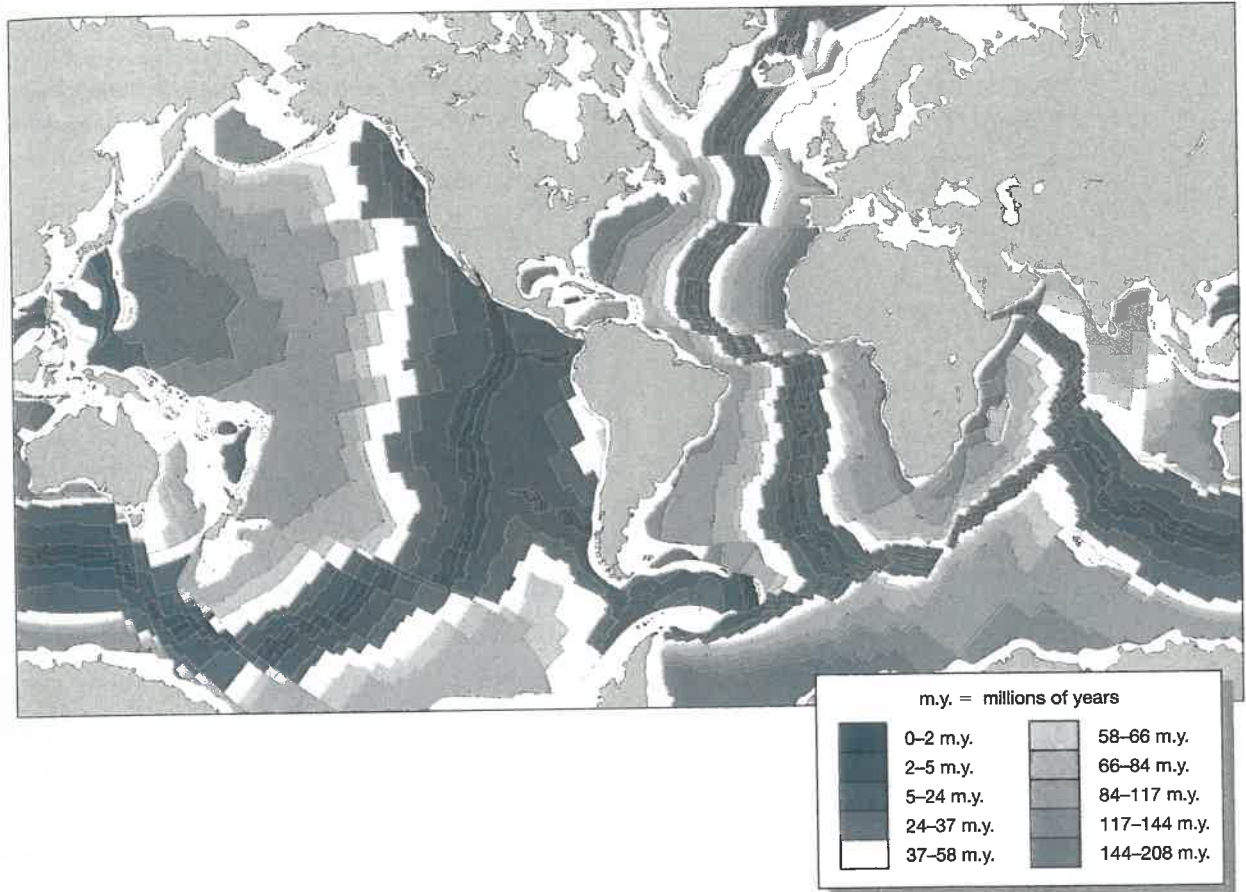 m.y. = millions of years
0–2 m.y.
2–5 m.y.
5–24 m.y.
24–37 m.y.
37–58 m.y.
58–66 m.y.
66–84 m.y.
84–117 m.y.
117–144 m.y.
144–208 m.y.